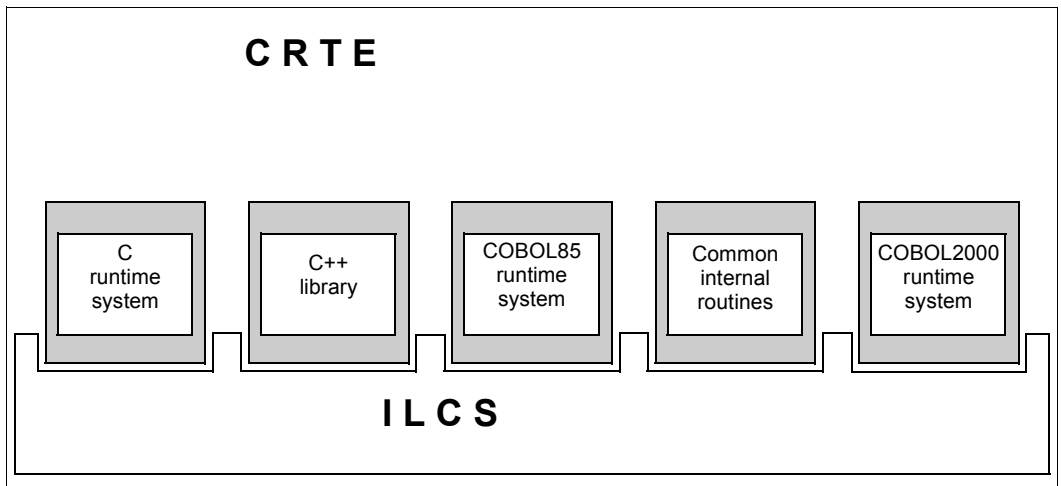 C R T E
C
runtime
system
C++
library
COBOL85
runtime
system
Common
internal
routines
COBOL2000
runtime
system
I L C S